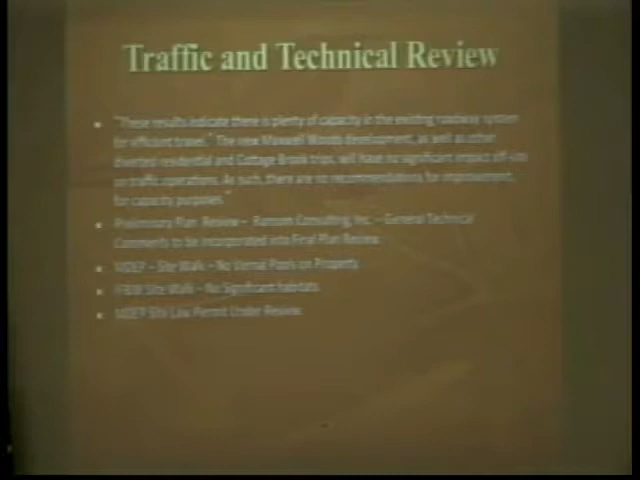 Traffic and Technical Review
"These results indicate there is plenty of capacity in the existing roadway system
for efficient travel." The new Maxwell Woods development, as well as other
diverted residential and Cottage Brook trips, will have no significant impact off-site
on traffic operations. As such, there are no recommendations for improvement,
for capacity purposes."
Preliminary Plan Review – Ransom Consulting, Inc. – General Technical
Comments to be incorporated into Final Plan Review
MDEP – Site Walk – No Vernal Pools on Property
IF&W Site Walk – No Significant habitats
MDEP Site Law Permit Under Review